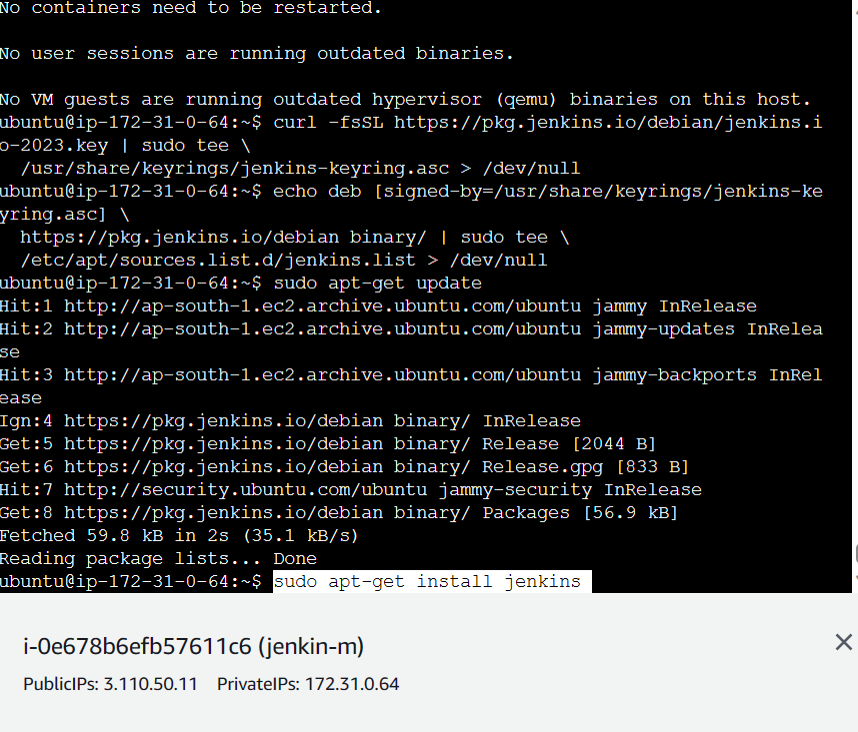 No containers need to be restarted.
No user sessions are running outdated binaries.
No VM guests are running outdated hypervisor (qemu) binaries on this host.
ubuntu@ip-172-31-0-64:~$ curl -fsSL https://pkg.jenkins.io/debian/jenkins.i
o-2023.key | sudo tee \
  /usr/share/keyrings/jenkins-keyring.asc > /dev/null
ubuntu@ip-172-31-0-64:~$ echo deb [signed-by=/usr/share/keyrings/jenkins-ke
yring.asc] \
  https://pkg.jenkins.io/debian binary/ | sudo tee \
  /etc/apt/sources.list.d/jenkins.list > /dev/null
ubuntu@ip-172-31-0-64:~$ sudo apt-get update
Hit:1 http://ap-south-1.ec2.archive.ubuntu.com/ubuntu jammy InRelease
Hit:2 http://ap-south-1.ec2.archive.ubuntu.com/ubuntu jammy-updates InRelea
se
Hit:3 http://ap-south-1.ec2.archive.ubuntu.com/ubuntu jammy-backports InRel
ease
Ign:4 https://pkg.jenkins.io/debian binary/ InRelease
Get:5 https://pkg.jenkins.io/debian binary/ Release [2044 B]
Get:6 https://pkg.jenkins.io/debian binary/ Release.gpg [833 B]
Hit:7 http://security.ubuntu.com/ubuntu jammy-security InRelease
Get:8 https://pkg.jenkins.io/debian binary/ Packages [56.9 kB]
Fetched 59.8 kB in 2s (35.1 kB/s)
Reading package lists... Done
ubuntu@ip-172-31-0-64:~$ sudo apt-get install jenkins
i-0e678b6efb57611c6 (jenkin-m)
PublicIPs: 3.110.50.11 PrivateIPs: 172.31.0.64